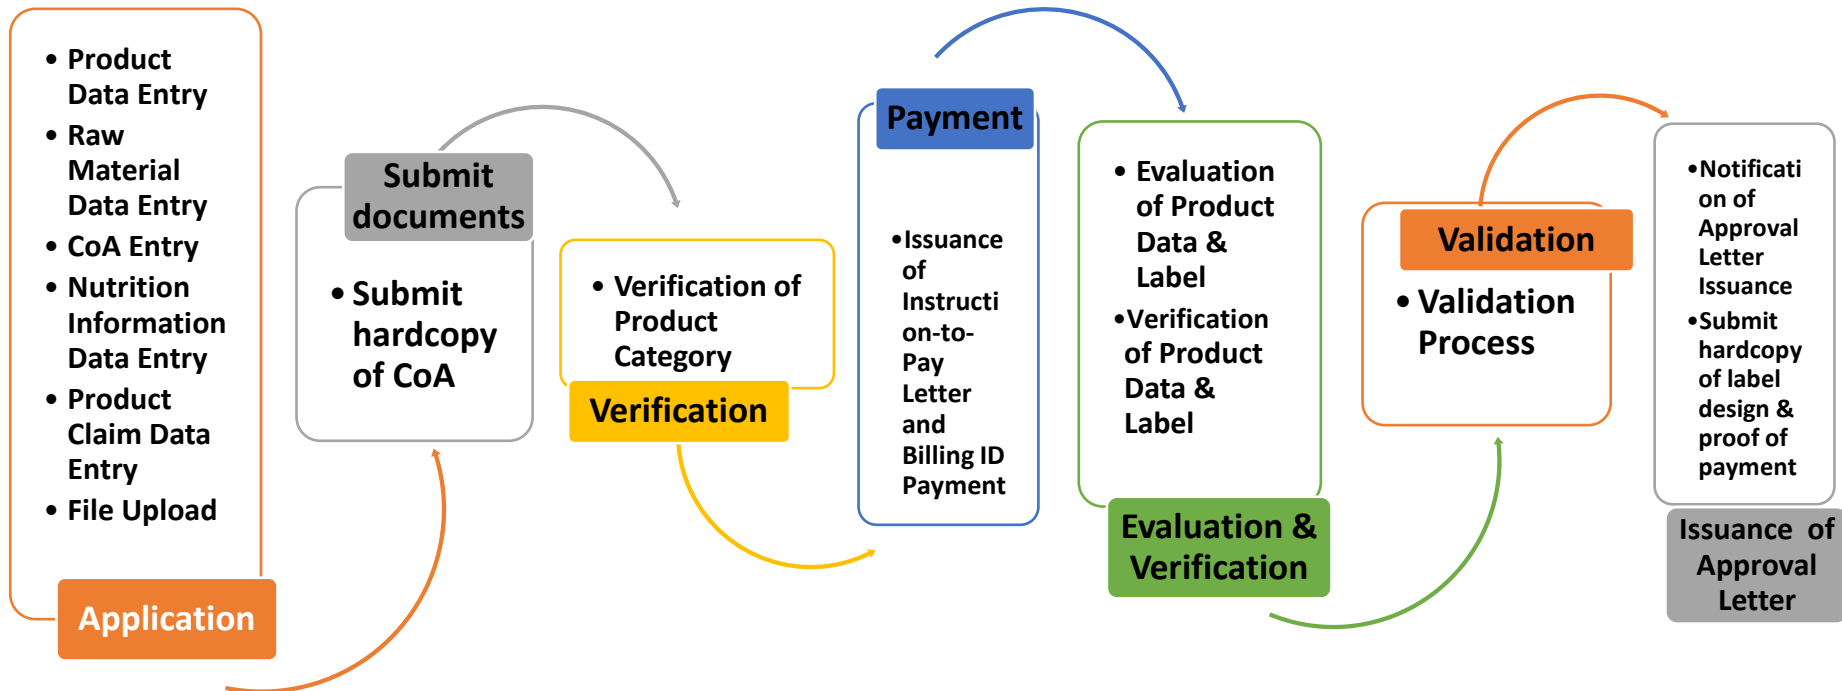 • Product
Data Entry
• Raw
Material
Data Entry
• CoA Entry
• Nutrition
Information
Data Entry
• Product
Claim Data
Entry
• File Upload
Application
Submit
documents
• Submit
hardcopy
of CoA
• Verification of
Product
Category
Verification
Payment
•Issuance
of
Instructi
on-to-
Pay
Letter
and
Billing ID
Payment
• Evaluation
of Product
Data &
Label
•Verification
of Product
Data &
Label
Evaluation &
Verification
Validation
• Validation
Process
•Notificati
on of
Approval
Letter
Issuance
•Submit
hardcopy
of label
design &
proof of
payment
Issuance of
Approval
Letter